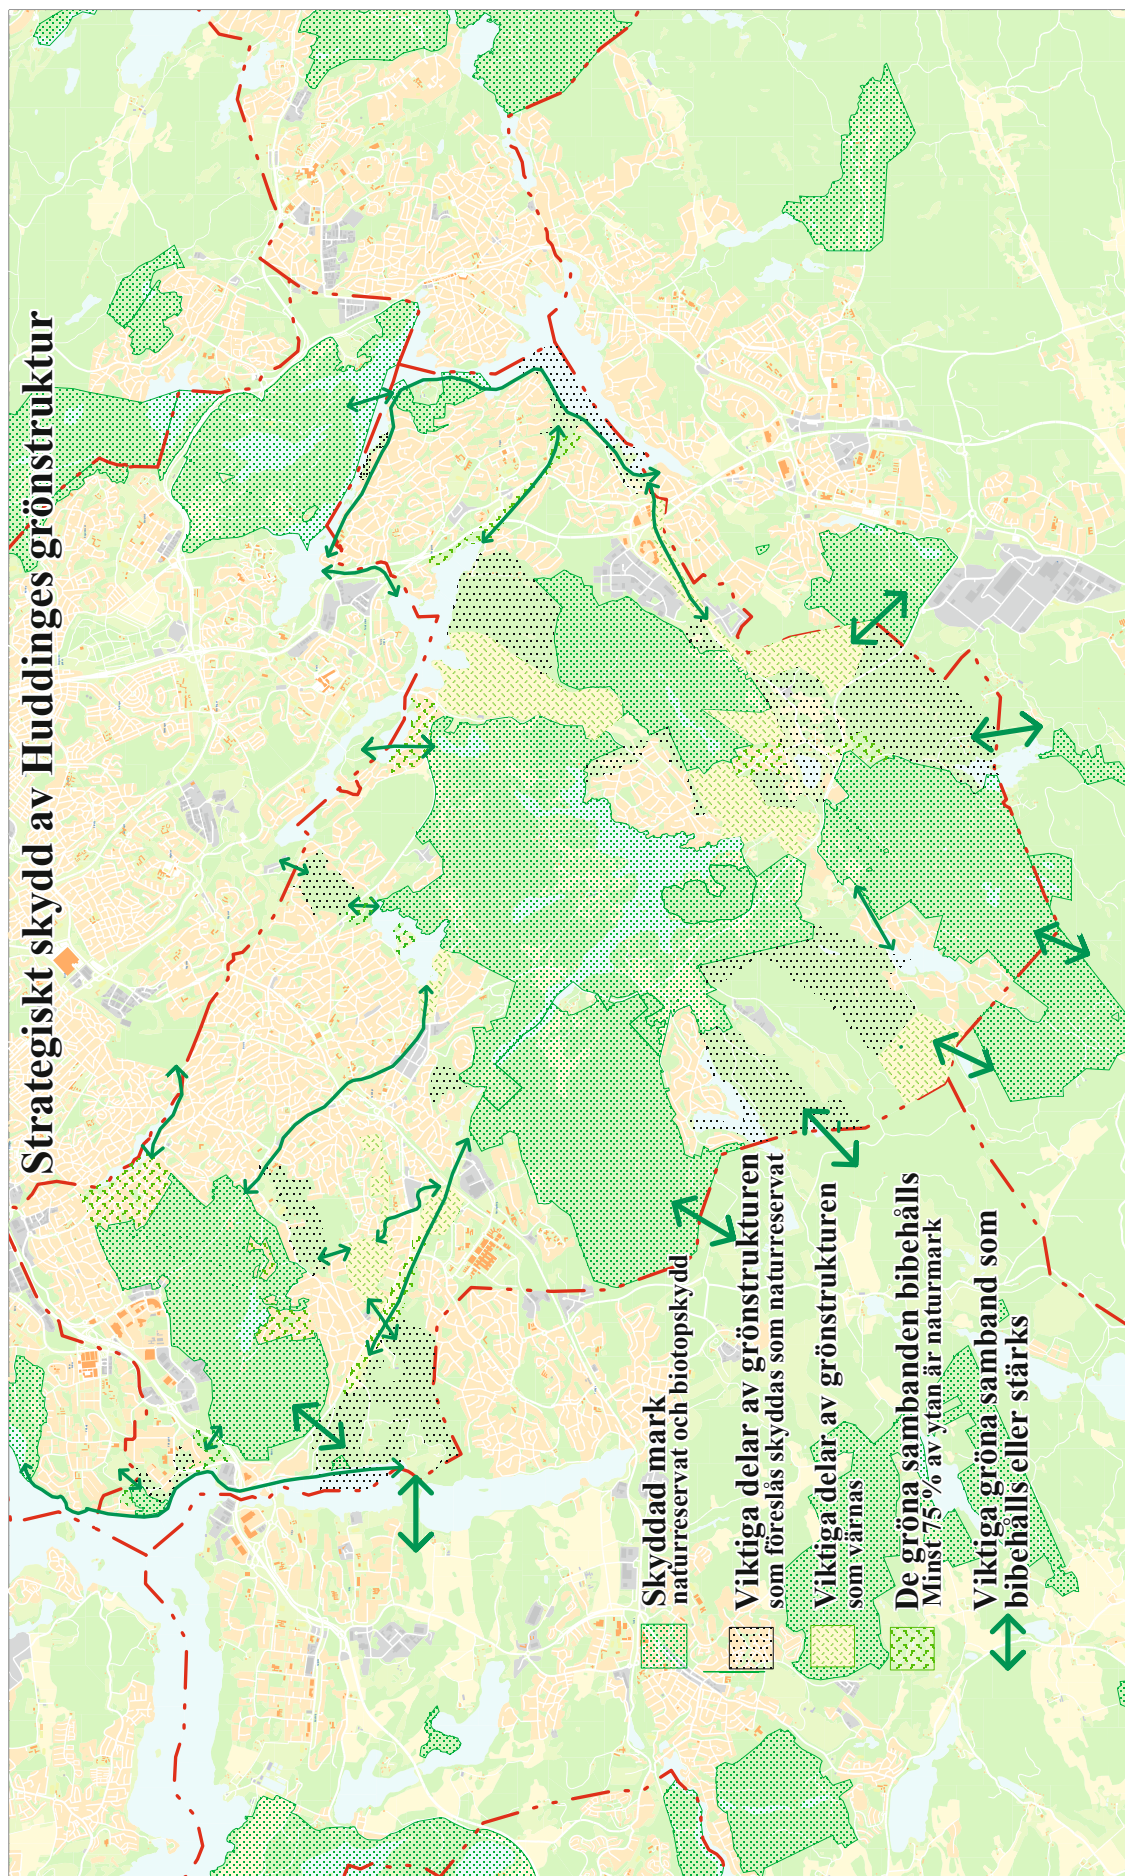 Strategiskt skydd av Huddinges grönstruktur
Skyddad mark
naturreservat och biotopskydd
Viktiga delar av grönstrukturen
som föreslås skyddas som naturreservat
Viktiga delar av grönstrukturen
som värnas
De gröna sambanden bibehålls
Minst 75 % av ytan är naturmark
Viktiga gröna samband som
bibehålls eller stärks